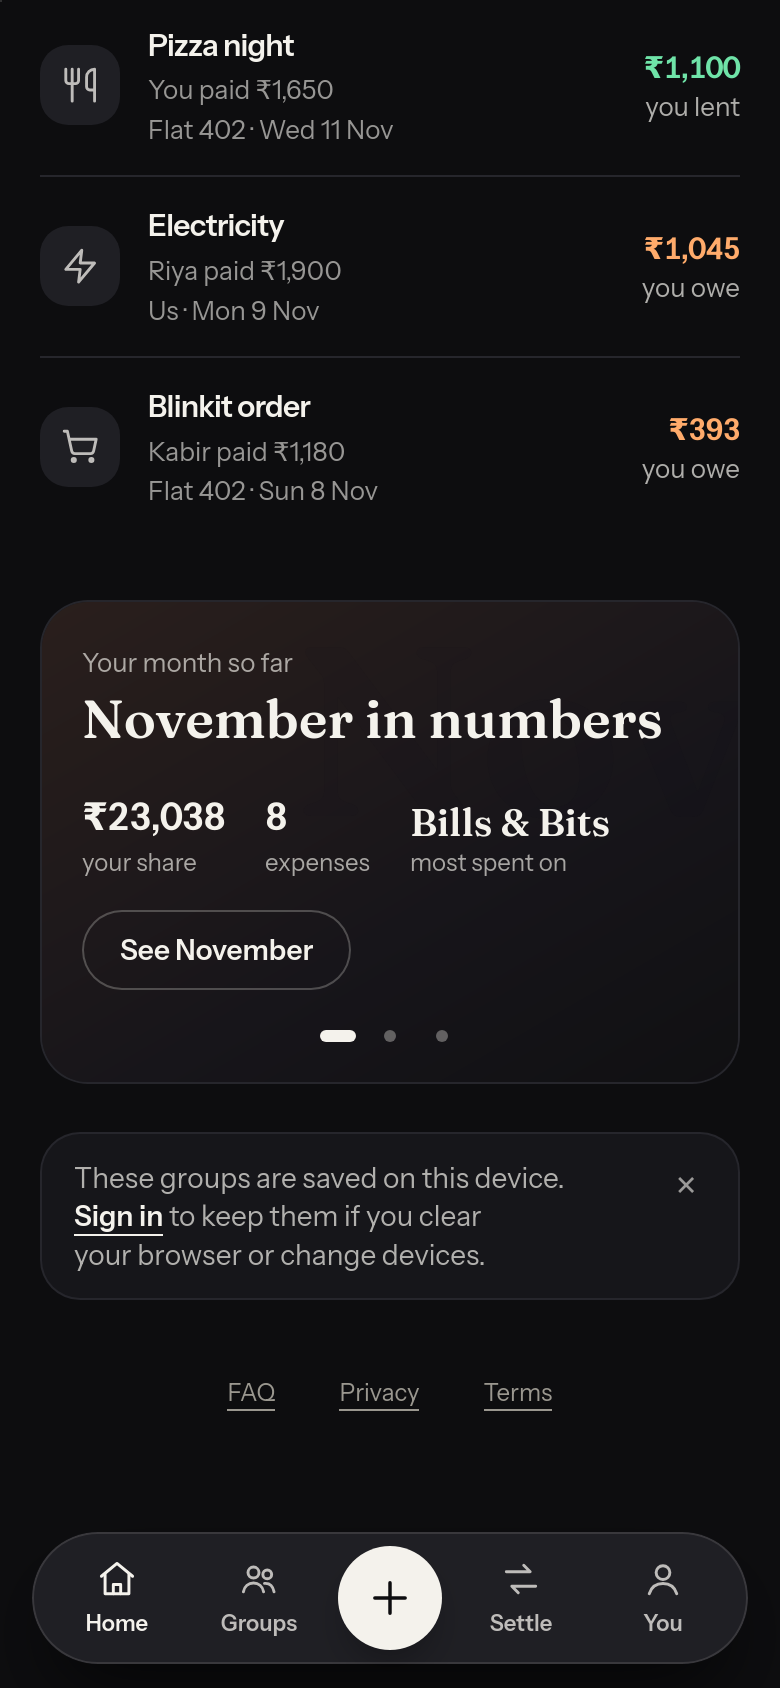 Pizza night
You paid ₹1,650
Flat 402 · Wed 11 Nov
₹1,100
you lent
Electricity
Riya paid ₹1,900
Us · Mon 9 Nov
₹1,045
you owe
Blinkit order
Kabir paid ₹1,180
Flat 402 · Sun 8 Nov
₹393
you owe
Your month so far
November in numbers
₹23,038
your share
8
expenses
Bills & Bits
most spent on
See November
These groups are saved on this device.
Sign in to keep them if you clear
your browser or change devices.
FAQ
Privacy
Terms
Home
Groups
Settle
You